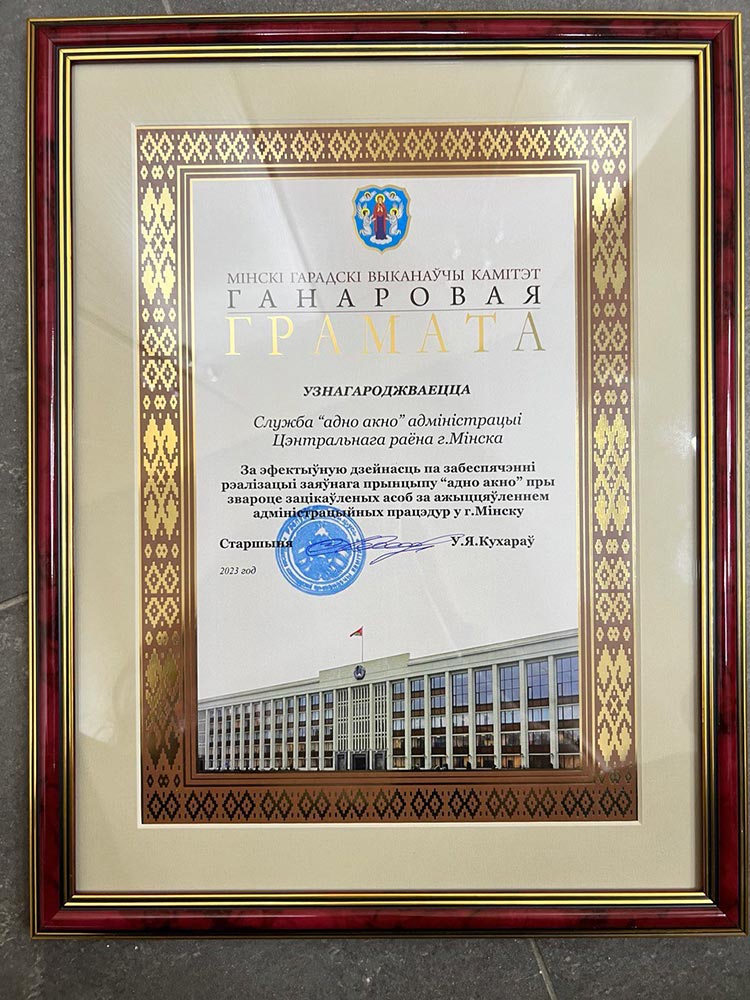 МІНСКІ ГАРАДСКІ ВЫКАНАЎЧЫ КАМІТЭТ
ГАНАРОВАЯ
ГРАМАТА
УЗНАГАРОДЖВАЕЦЦА
Служба “адно акно” адміністрацыі
Цэнтральнага раёна г.Мінска
За эфектыўную дзейнасць па забеспячэнні
рэалізацыі заяўнага прынцыпу “адно акно” пры
звароце зацікаўленых асоб за ажыццяўленнем
адміністрацыйных працэдур у г.Мінску
Старшыня У.Я.Кухараў
2023 год